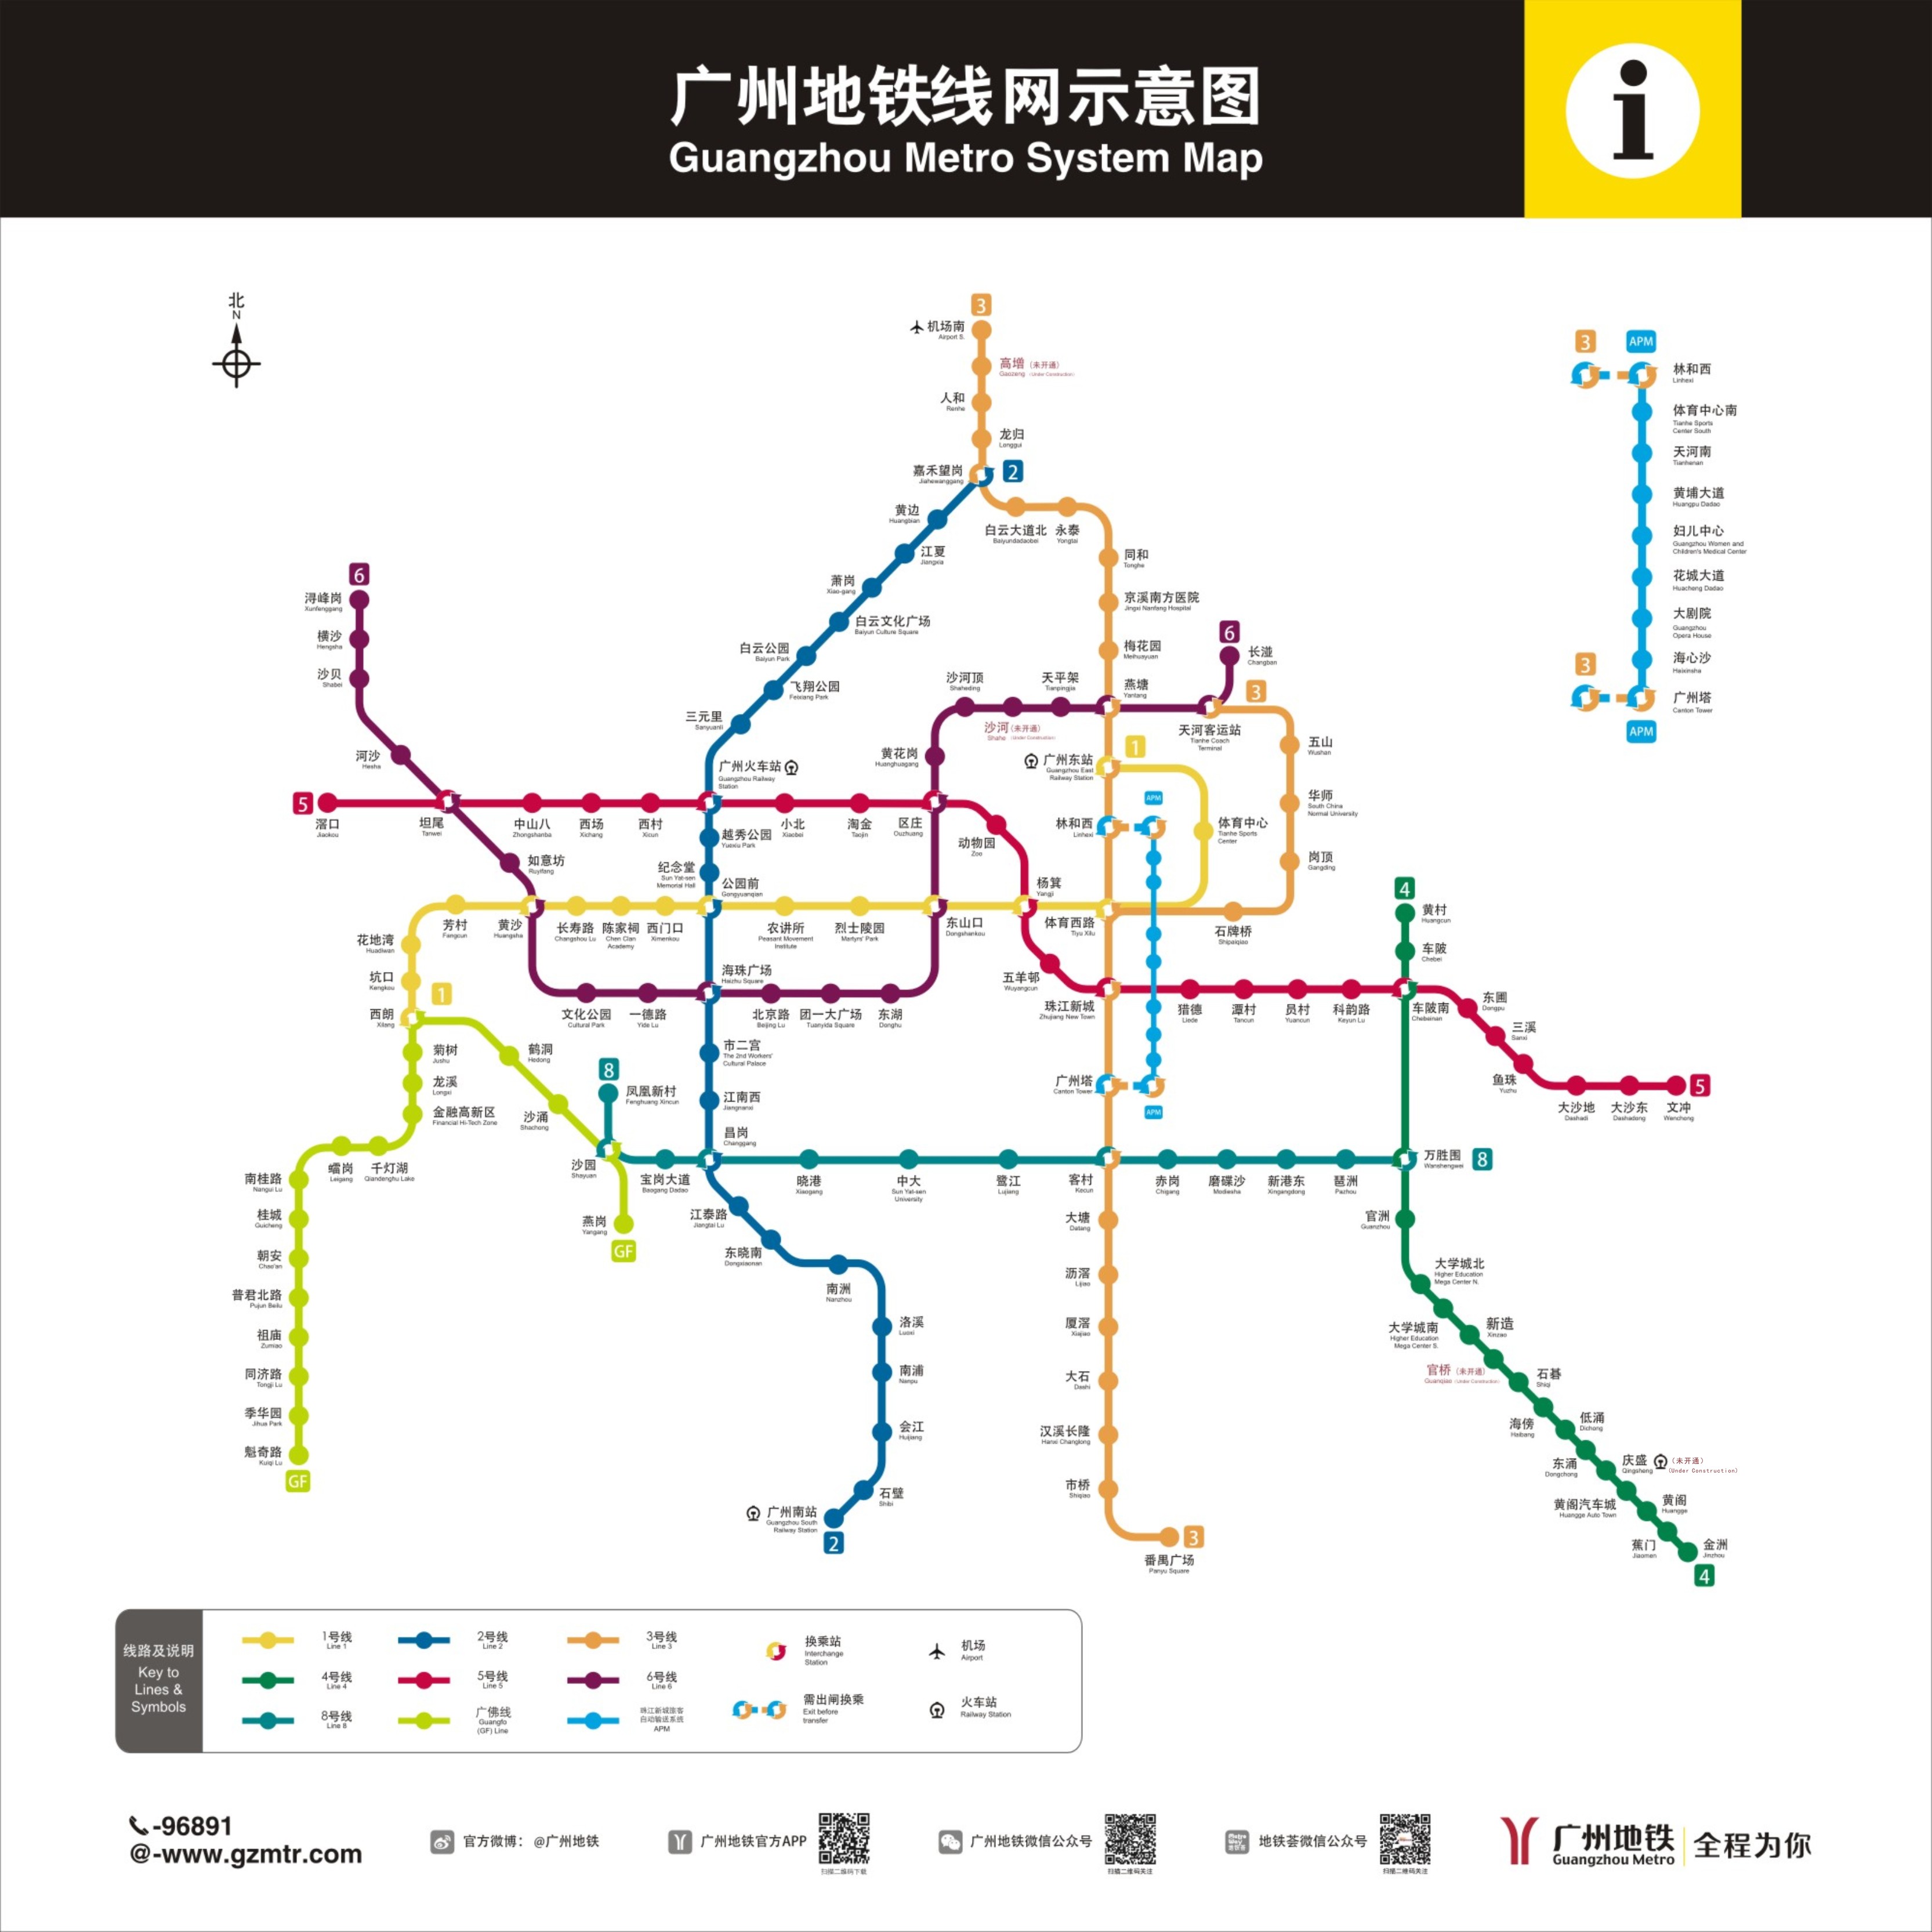 广州地铁线网示意图
Guangzhou Metro System Map
i
北
N
3
机场南
Airport S.
高增（未开通）
Gaozeng （Under Construction）
人和
Renhe
龙归
Longgui
嘉禾望岗
Jiahewanggang
2
黄边
Huangbian
江夏
Jiangxia
萧岗
Xiao-gang
白云文化广场
Baiyun Culture Square
白云公园
Baiyun Park
飞翔公园
Feixiang Park
三元里
Sanyuanli
广州火车站
Guangzhou Railway
Station
越秀公园
Yuexiu Park
纪念堂
Sun Yat-sen
Memorial Hall
公园前
Gongyuanqian
海珠广场
Haizhu Square
市二宫
The 2nd Workers'
Cultural Palace
江南西
Jiangnanxi
昌岗
Changgang
江泰路
Jiangtai Lu
东晓南
Dongxiaonan
南洲
Nanzhou
洛溪
Luoxi
南浦
Nanpu
会江
Huijiang
石壁
Shibi
广州南站
Guangzhou South
Railway Station
2
白云大道北
Baiyundadaobei
永泰
Yongtai
同和
Tonghe
京溪南方医院
Jingxi Nanfang Hospital
梅花园
Meihuayuan
燕塘
Yantang
广州东站
Guangzhou East
Railway Station
1
林和西
Linhexi
APM
体育西路
Tiyu Xilu
珠江新城
Zhujiang New Town
广州塔
Canton Tower
APM
客村
Kecun
大塘
Datang
沥滘
Lijiao
厦滘
Xiajiao
大石
Dashi
汉溪长隆
Hanxi Changlong
市桥
Shiqiao
番禺广场
Panyu Square
3
6
浔峰岗
Xunfenggang
横沙
Hengsha
沙贝
Shabei
河沙
Hesha
坦尾
Tanwei
如意坊
Ruyifang
黄沙
Huangsha
文化公园
Cultural Park
一德路
Yide Lu
北京路
Beijing Lu
团一大广场
Tuanyida Square
东湖
Donghu
东山口
Dongshankou
区庄
Ouzhuang
黄花岗
Huanghuagang
沙河顶
Shaheding
沙河（未开通）
Shahe （Under Construction）
天平架
Tianpingjia
天河客运站
Tianhe Coach
Terminal
长湴
Changban
6
3
五山
Wushan
华师
South China
Normal University
岗顶
Gangding
石牌桥
Shipaiqiao
体育中心
Tianhe Sports
Center
5
滘口
Jiaokou
中山八
Zhongshanba
西场
Xichang
西村
Xicun
小北
Xiaobei
淘金
Taojin
动物园
Zoo
杨箕
Yangji
五羊邨
Wuyangcun
猎德
Liede
潭村
Tancun
员村
Yuancun
科韵路
Keyun Lu
车陂南
Chebeinan
东圃
Dongpu
三溪
Sanxi
鱼珠
Yuzhu
大沙地
Dashadi
大沙东
Dashadong
文冲
Wenchong
5
芳村
Fangcun
花地湾
Huadiwan
坑口
Kengkou
西朗
Xilang
1
长寿路
Changshou Lu
陈家祠
Chen Clan
Academy
西门口
Ximenkou
农讲所
Peasant Movement
Institute
烈士陵园
Martyrs' Park
菊树
Jushu
龙溪
Longxi
金融高新区
Financial Hi-Tech Zone
千灯湖
Qiandenghu Lake
𧒽岗
Leigang
南桂路
Nangui Lu
桂城
Guicheng
朝安
Chao'an
普君北路
Pujun Beilu
祖庙
Zumiao
同济路
Tongji Lu
季华园
Jihua Park
魁奇路
Kuiqi Lu
GF
鹤洞
Hedong
沙涌
Shachong
沙园
Shayuan
燕岗
Yangang
GF
8
凤凰新村
Fenghuang Xincun
宝岗大道
Baogang Dadao
晓港
Xiaogang
中大
Sun Yat-sen
University
鹭江
Lujiang
赤岗
Chigang
磨碟沙
Modiesha
新港东
Xingangdong
琶洲
Pazhou
万胜围
Wanshengwei
8
4
黄村
Huangcun
车陂
Chebei
官洲
Guanzhou
大学城北
Higher Education
Mega Center N.
大学城南
Higher Education
Mega Center S.
新造
Xinzao
官桥（未开通）
Guanqiao （Under Construction）
石碁
Shiqi
海傍
Haibang
低涌
Dichong
东涌
Dongchong
庆盛 （未开通）
Qingsheng (Under Construction)
黄阁汽车城
Huangge Auto Town
黄阁
Huangge
蕉门
Jiaomen
金洲
Jinzhou
4
3
APM
林和西
Linhexi
体育中心南
Tianhe Sports
Center South
天河南
Tianhenan
黄埔大道
Huangpu Dadao
妇儿中心
Guangzhou Women and
Children's Medical Center
花城大道
Huacheng Dadao
大剧院
Guangzhou
Opera House
海心沙
Haixinsha
3
广州塔
Canton Tower
APM
线路及说明
Key to
Lines &
Symbols
1号线
Line 1
2号线
Line 2
3号线
Line 3
4号线
Line 4
5号线
Line 5
6号线
Line 6
8号线
Line 8
广佛线
Guangfo
(GF) Line
珠江新城旅客
自动输送系统
APM
换乘站
Interchange
Station
需出闸换乘
Exit before
transfer
机场
Airport
火车站
Railway Station
-96891
@-www.gzmtr.com
官方微博：@广州地铁
广州地铁官方APP
扫描二维码下载
广州地铁微信公众号
扫描二维码关注
地铁荟微信公众号
扫描二维码关注
广州地铁
Guangzhou Metro
全程为你